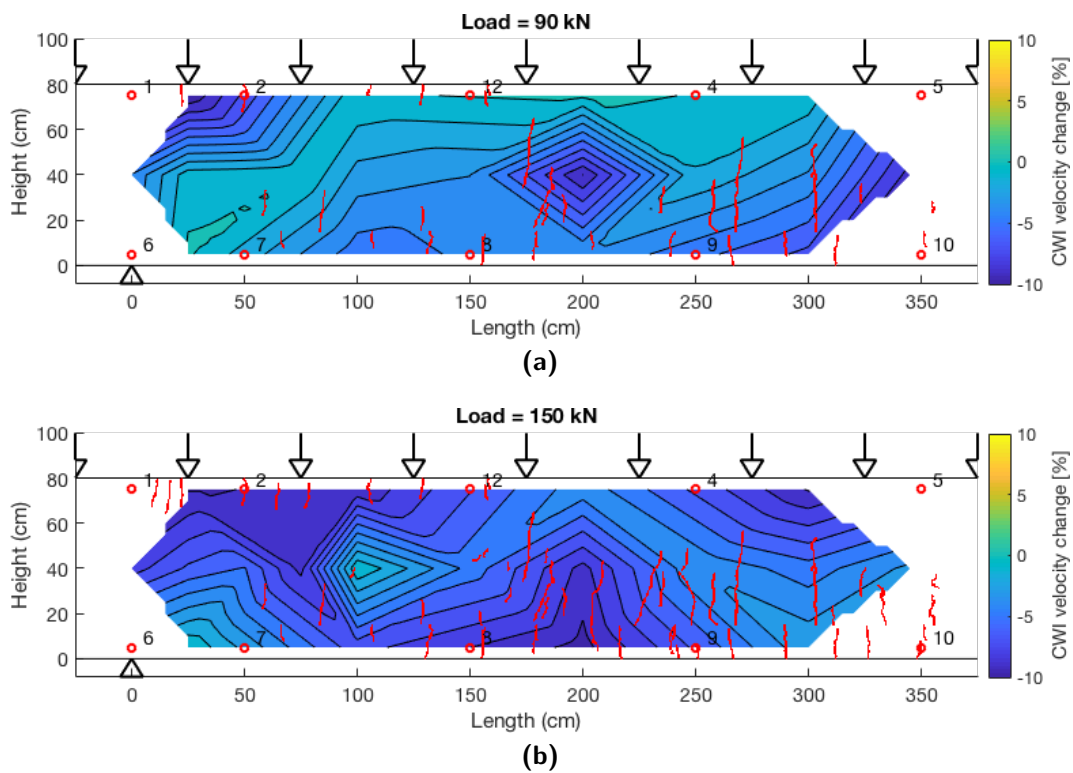 Load = 90 kN
100
80
60
40
20
0
Height (cm)
1 2 12 4 5
6 7 8 9 10
0 50 100 150 200 250 300 350
Length (cm)
10
5
0
-5
-10
CWI velocity change [%]
(a)
Load = 150 kN
100
80
60
40
20
0
Height (cm)
1 2 12 4 5
6 7 8 9 10
0 50 100 150 200 250 300 350
Length (cm)
10
5
0
-5
-10
CWI velocity change [%]
(b)